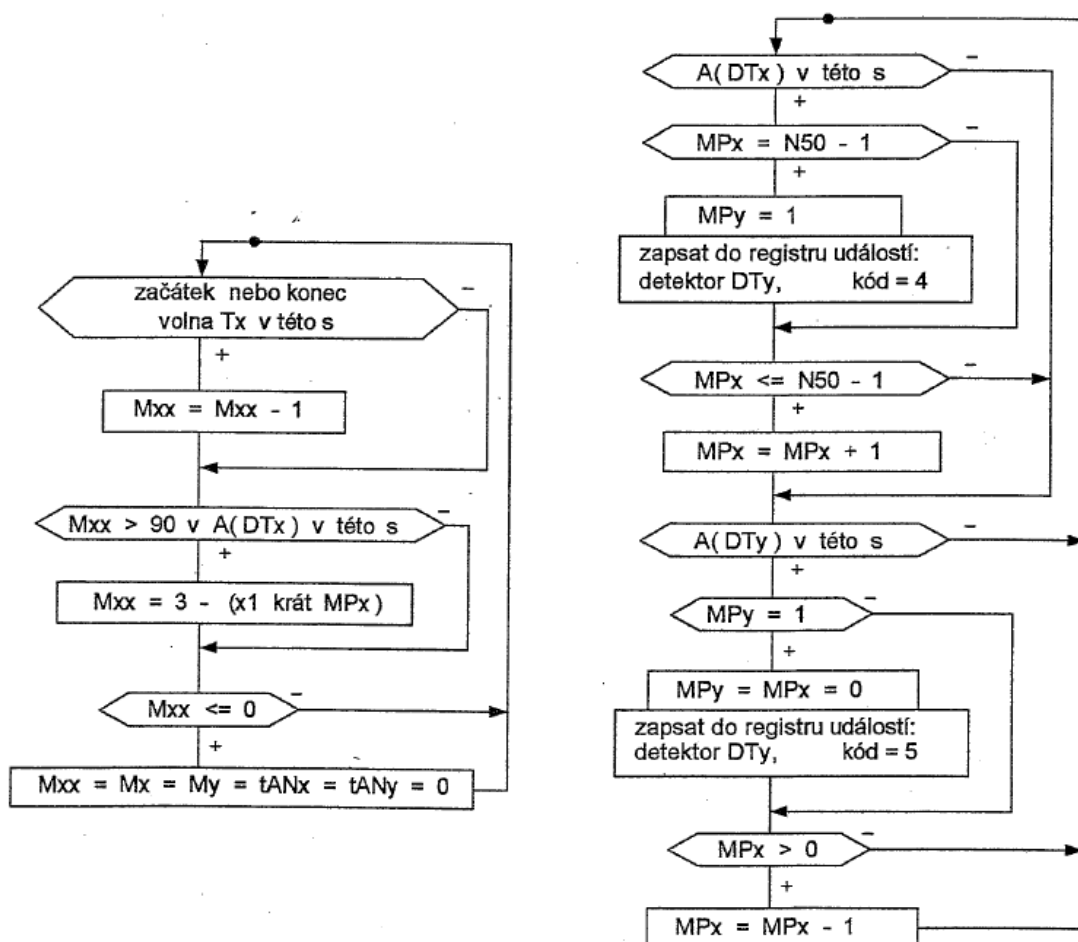 začátek nebo konec
volna Tx v této s
–
+
Mxx = Mxx - 1
Mxx > 90 v A(DTx) v této s
–
+
Mxx = 3 - (x1 krát MPx)
Mxx <= 0
–
+
Mxx = Mx = My = tANx = tANy = 0
A(DTx) v této s
–
+
MPx = N50 - 1
–
+
MPy = 1
zapsat do registru událostí:
detektor DTy, kód = 4
MPx <= N50 - 1
–
+
MPx = MPx + 1
A(DTy) v této s
–
+
MPy = 1
–
+
MPy = MPx = 0
zapsat do registru událostí:
detektor DTy, kód = 5
MPx > 0
–
+
MPx = MPx - 1